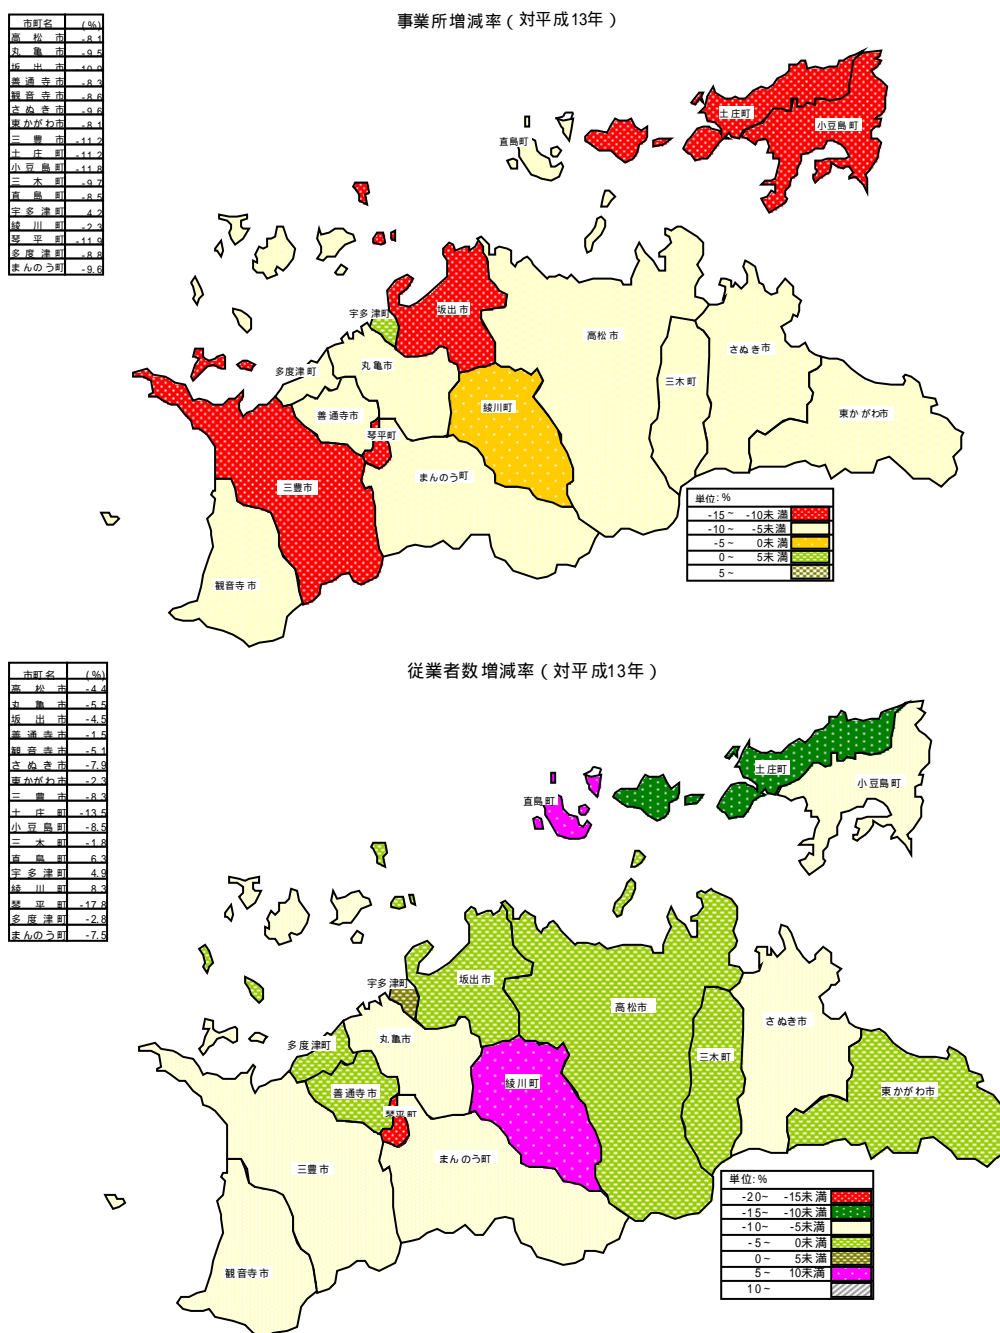 事業所増減率（対平成13年）
市町名 (%)
高松市 -8.1
丸亀市 -9.5
坂出市 -10.9
善通寺市 -8.3
観音寺市 -8.6
さぬき市 -9.6
東かがわ市 -8.1
三豊市 -11.2
土庄町 -11.2
小豆島町 -11.8
三木町 -9.7
直島町 -8.5
宇多津町 4.2
綾川町 -2.3
琴平町 -11.9
多度津町 -8.8
まんのう町 -9.6
土庄町
小豆島町
直島町
坂出市
宇多津町
高松市
さぬき市
丸亀市
多度津町
三木町
綾川町
善通寺市
東かがわ市
琴平町
まんのう町
三豊市
観音寺市
単位:%
-15～ -10未満
-10～ -5未満
-5～ 0未満
0～ 5未満
5～
従業者数増減率（対平成13年）
市町名 (%)
高松市 -4.4
丸亀市 -5.5
坂出市 -4.5
善通寺市 -1.5
観音寺市 -5.1
さぬき市 -7.9
東かがわ市 -2.3
三豊市 -8.3
土庄町 -13.5
小豆島町 -8.5
三木町 -1.8
直島町 6.3
宇多津町 4.9
綾川町 8.3
琴平町 -17.8
多度津町 -2.8
まんのう町 -7.5
土庄町
小豆島町
直島町
坂出市
宇多津町
高松市
さぬき市
丸亀市
多度津町
三木町
綾川町
善通寺市
東かがわ市
琴平町
まんのう町
三豊市
観音寺市
単位:%
-20～ -15未満
-15～ -10未満
-10～ -5未満
-5～ 0未満
0～ 5未満
5～ 10未満
10～